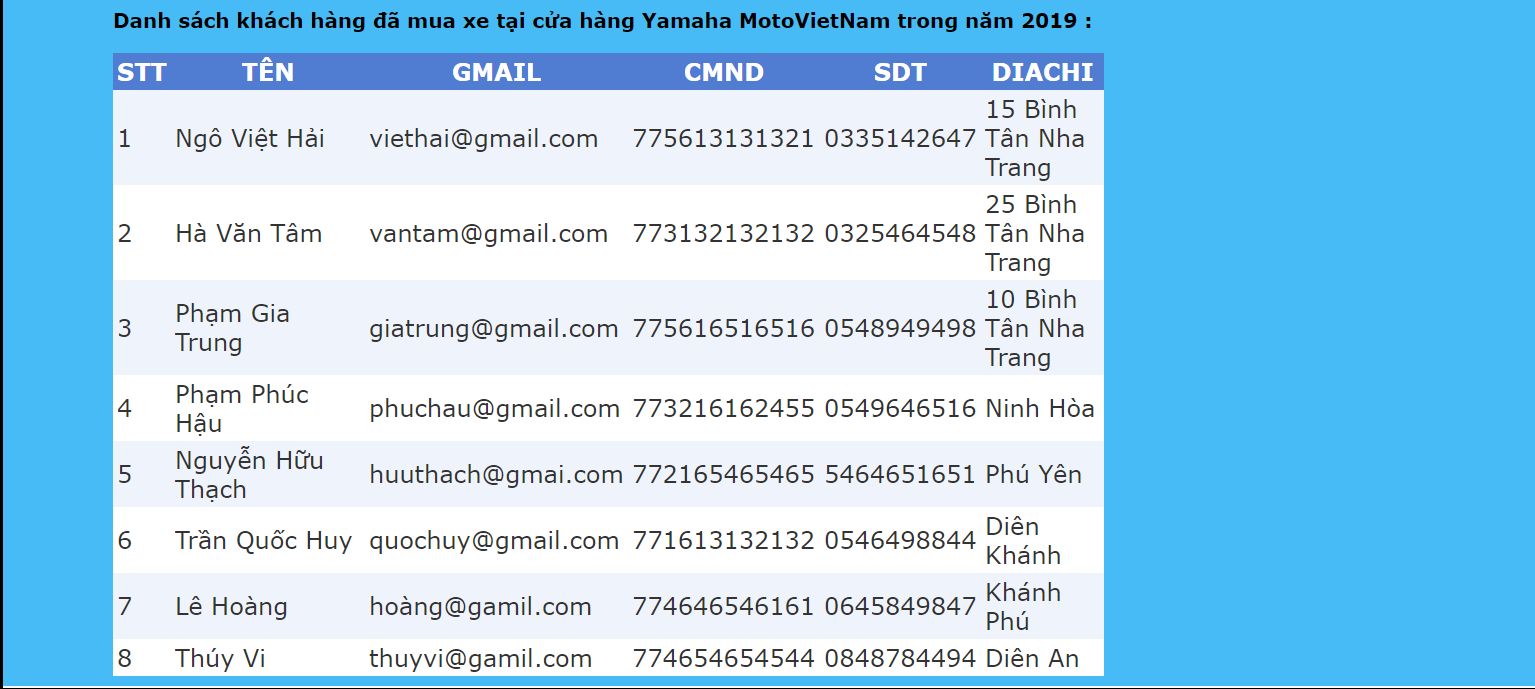 Danh sách khách hàng đã mua xe tại cửa hàng Yamaha MotoVietNam trong năm 2019 :
STT TÊN GMAIL CMND SDT DIACHI
1 Ngô Việt Hải viethai@gmail.com 775613131321 0335142647 15 Bình
Tân Nha
Trang
2 Hà Văn Tâm vantam@gmail.com 773132132132 0325464548 25 Bình
Tân Nha
Trang
3 Phạm Gia
Trung giatrung@gmail.com 775616516516 0548949498 10 Bình
Tân Nha
Trang
4 Phạm Phúc
Hậu phuchau@gmail.com 773216162455 0549646516 Ninh Hòa
5 Nguyễn Hữu
Thạch huuthach@gmai.com 772165465465 5464651651 Phú Yên
6 Trần Quốc Huy quochuy@gmail.com 771613132132 0546498844 Diên
Khánh
7 Lê Hoàng hoàng@gamil.com 774646546161 0645849847 Khánh
Phú
8 Thúy Vi thuyvi@gamil.com 774654654544 0848784494 Diên An